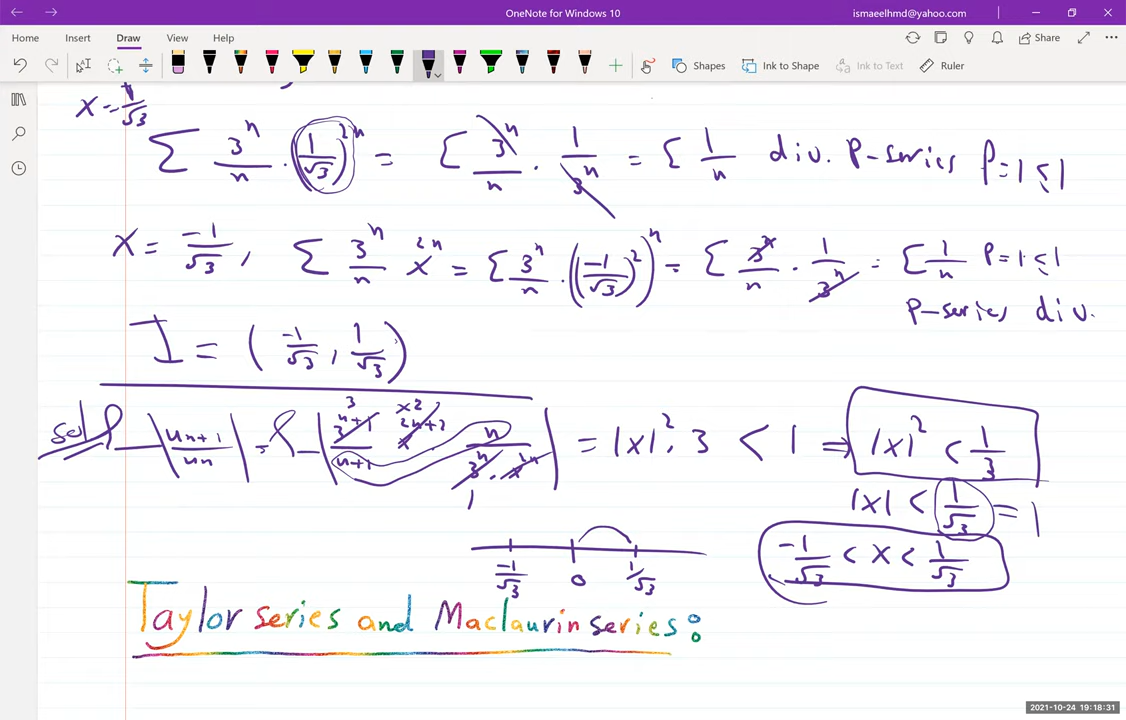 OneNote for Windows 10
ismaeelhmd@yahoo.com
Home Insert Draw View Help
Share
Shapes Ink to Shape Ink to Text Ruler
x = 1/√3
Σ 3^n/n · (1/√3)^2n = Σ 3^n/n · 1/3^n = Σ 1/n div. P-series P=1≤1
x = -1/√3, Σ 3^n/n x^2n = Σ 3^n/n · ((-1/√3)^2)^n = Σ 3^n/n · 1/3^n = Σ 1/n P=1≤1
P-series div.
I = (-1/√3, 1/√3)
sol |un+1/un| = |3^n+1 x^2n+2/n+1 · n/3^n · x^2n| = |x|^2 · 3 < 1 ⇒ |x|^2 < 1/3
|x| < 1/√3 = 1
-1/√3 < x < 1/√3
-1/√3 0 1/√3
Taylor series and Maclaurin series:
2021-10-24 19:18:31